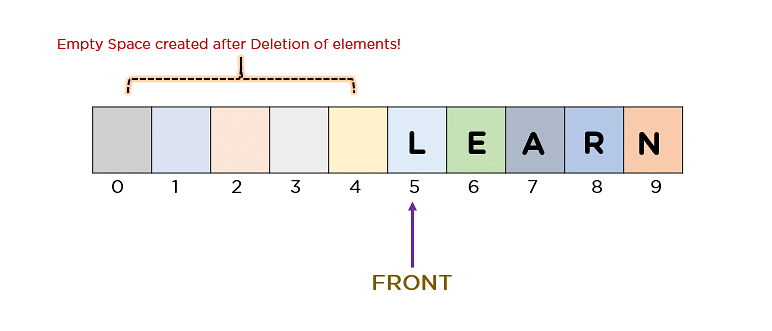 Empty Space created after Deletion of elements!
L E A R N
0 1 2 3 4 5 6 7 8 9
FRONT